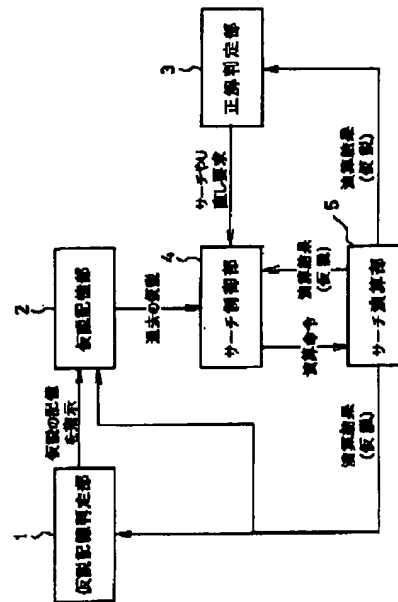 1
仮説記憶判定部
仮説の記憶
を指示
2
仮説記憶部
過去の仮説
3
正解判定部
サーチやり
直し要求
4
サーチ制御部
演算命令
演算結果
(仮説)
5
サーチ演算部
演算結果
(仮説)
演算結果
(仮説)